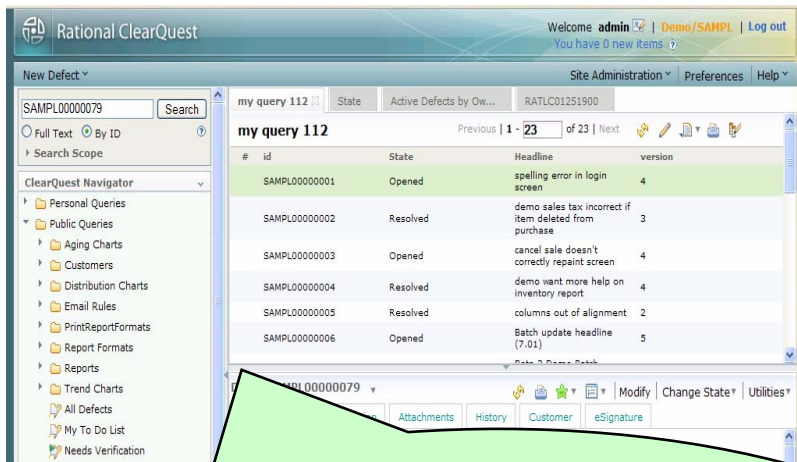 Rational ClearQuest
Welcome admin | Demo/SAMPL | Log out
You have 0 new items
New Defect
Site Administration Preferences Help
SAMPL00000079 Search
Full Text By ID
Search Scope
ClearQuest Navigator
Personal Queries
Public Queries
Aging Charts
Customers
Distribution Charts
Email Rules
PrintReportFormats
Report Formats
Reports
Trend Charts
All Defects
My To Do List
Needs Verification
my query 112 State Active Defects by Ow... RATLC01251900
my query 112 Previous | 1 - 23 of 23 | Next
# id State Headline version
SAMPL00000001 Opened spelling error in login 4
screen
SAMPL00000002 Resolved demo sales tax incorrect if 3
item deleted from
purchase
SAMPL00000003 Opened cancel sale doesn't 4
correctly repaint screen
SAMPL00000004 Resolved demo want more help on 4
inventory report
SAMPL00000005 Resolved columns out of alignment 2
SAMPL00000006 Opened Batch update headline 5
(7.01)
Modify | Change State | Utilities
Attachments History Customer eSignature